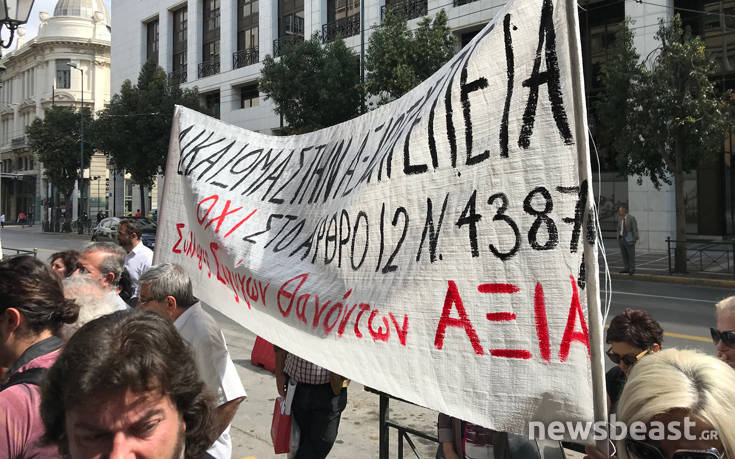 ΔΙΚΑΙΩΜΑ ΣΤΗΝ ΑΞΙΟΠΡΕΠΕΙΑ
ΟΧΙ ΣΤΟ ΑΡΘΡΟ 12 Ν. 4387
Σύλλογος Συζύγων Θανόντων ΑΞΙΑ
newsbeast.GR